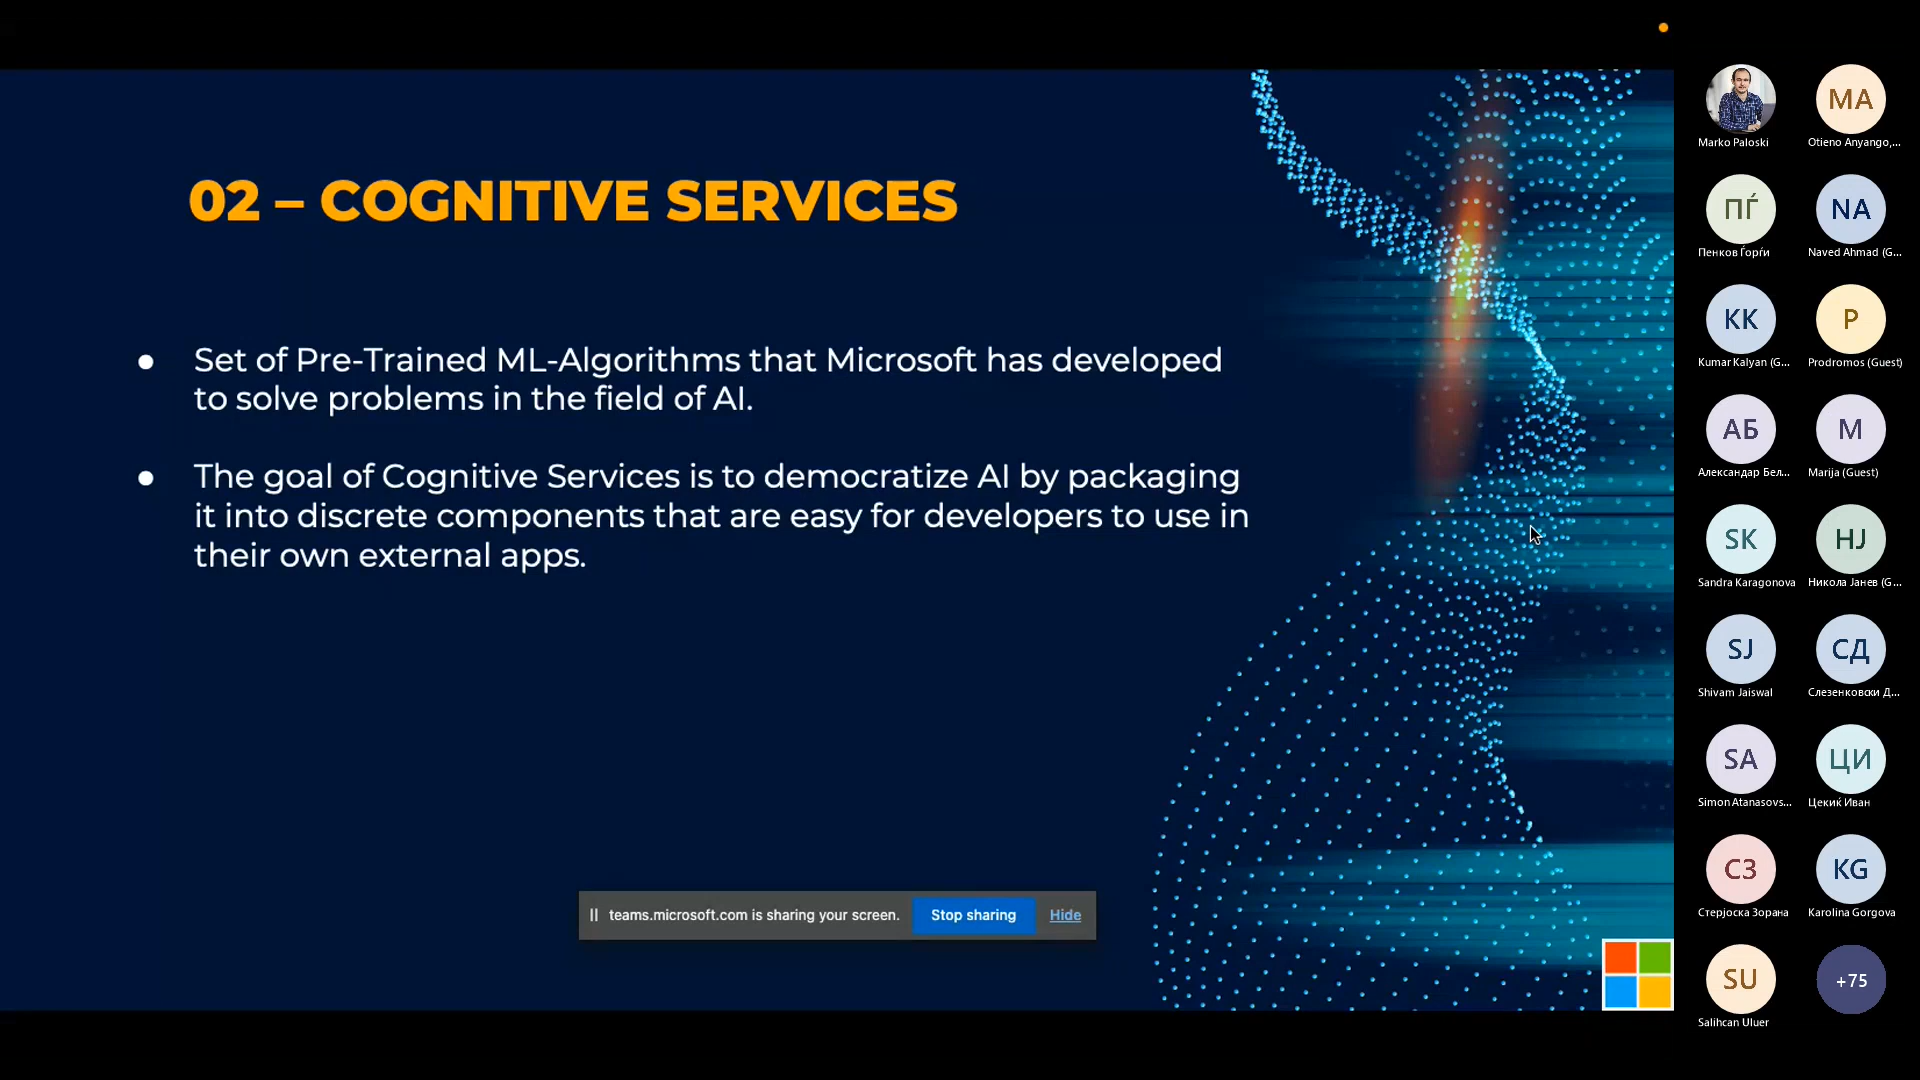 02 – COGNITIVE SERVICES
● Set of Pre-Trained ML-Algorithms that Microsoft has developed
to solve problems in the field of AI.
● The goal of Cognitive Services is to democratize AI by packaging
it into discrete components that are easy for developers to use in
their own external apps.
teams.microsoft.com is sharing your screen. Stop sharing Hide
Marko Paloski
MA
Otieno Anyango,...
ПЃ
Пенков Ѓорѓи
NA
Naved Ahmad (G...
KK
Kumar Kalyan (G...
P
Prodromos (Guest)
АБ
Александар Бел...
M
Marija (Guest)
SK
Sandra Karagonova
НЈ
Никола Јанев (G...
SJ
Shivam Jaiswal
СД
Слезенковски Д...
SA
Simon Atanasovs...
ЦИ
Цекиќ Иван
СЗ
Стерјоска Зорана
KG
Karolina Gorgova
SU
Salihcan Uluer
+75